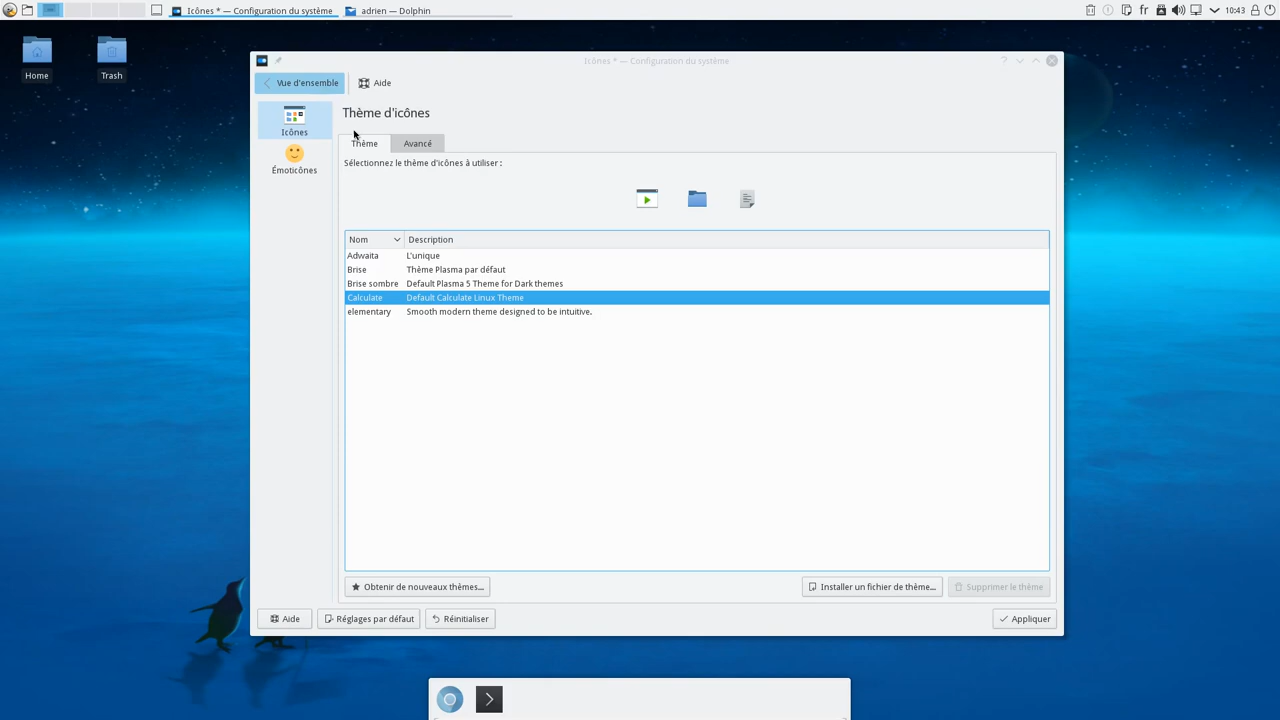 Icônes * — Configuration du système
adrien — Dolphin
fr
10:43
Home
Trash
Icônes * — Configuration du système
Vue d'ensemble
Aide
Icônes
Émoticônes
Thème d'icônes
Thème
Avancé
Sélectionnez le thème d'icônes à utiliser :
Nom Description
Adwaita L'unique
Brise Thème Plasma par défaut
Brise sombre Default Plasma 5 Theme for Dark themes
Calculate Default Calculate Linux Theme
elementary Smooth modern theme designed to be intuitive.
Obtenir de nouveaux thèmes...
Installer un fichier de thème...
Supprimer le thème
Aide
Réglages par défaut
Réinitialiser
Appliquer